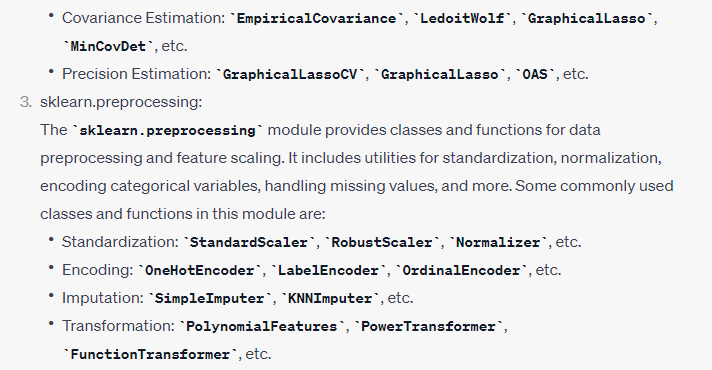 • Covariance Estimation: `EmpiricalCovariance`, `LedoitWolf`, `GraphicalLasso`,
`MinCovDet`, etc.
• Precision Estimation: `GraphicalLassoCV`, `GraphicalLasso`, `OAS`, etc.
3. sklearn.preprocessing:
The `sklearn.preprocessing` module provides classes and functions for data
preprocessing and feature scaling. It includes utilities for standardization, normalization,
encoding categorical variables, handling missing values, and more. Some commonly used
classes and functions in this module are:
• Standardization: `StandardScaler`, `RobustScaler`, `Normalizer`, etc.
• Encoding: `OneHotEncoder`, `LabelEncoder`, `OrdinalEncoder`, etc.
• Imputation: `SimpleImputer`, `KNNImputer`, etc.
• Transformation: `PolynomialFeatures`, `PowerTransformer`,
`FunctionTransformer`, etc.